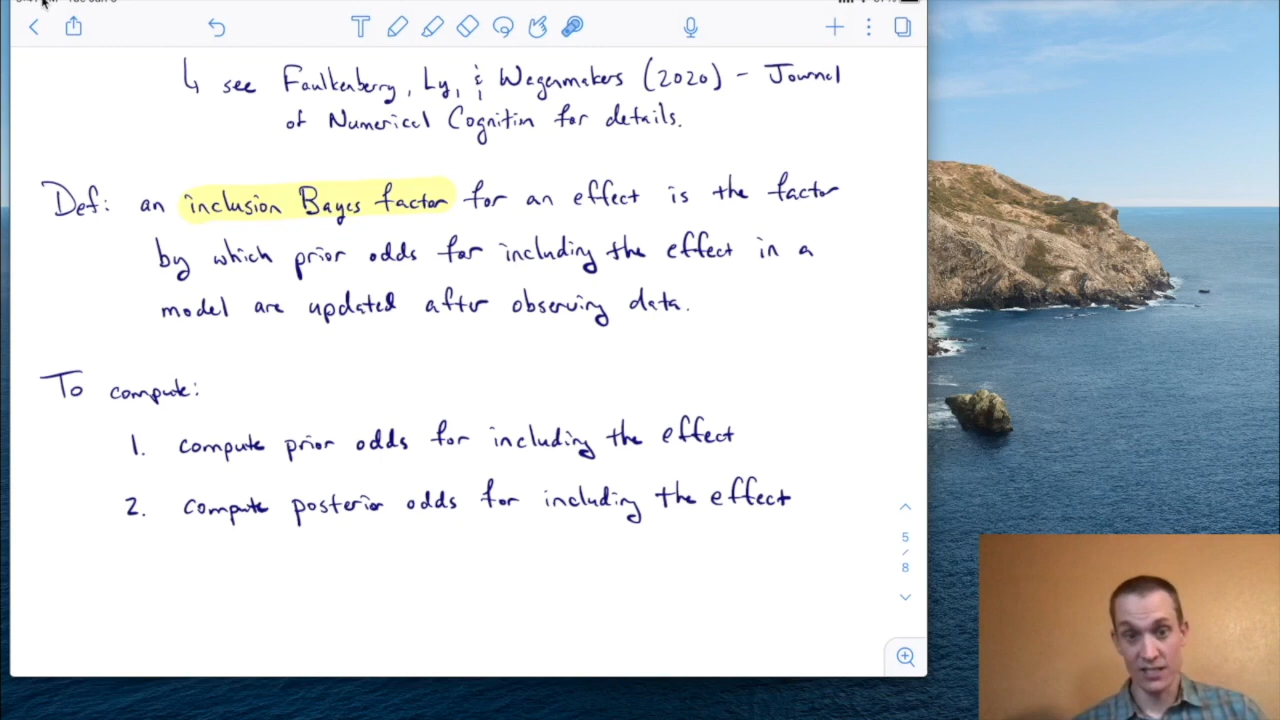 ↳ see Faulkenberry, Ly, & Wagenmakers (2020) - Journal
of Numerical Cognition for details.
Def: an inclusion Bayes factor for an effect is the factor
by which prior odds for including the effect in a
model are updated after observing data.
To compute:
1. compute prior odds for including the effect
2. compute posterior odds for including the effect
5
/
8